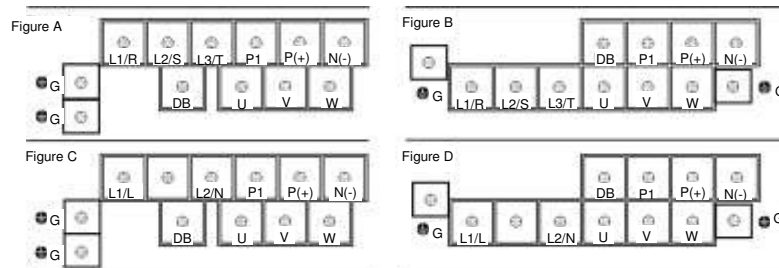 Figure A
L1/R L2/S L3/T P1 P(+) N(-)
G
DB U V W
G
Figure B
DB P1 P(+) N(-)
G L1/R L2/S L3/T U V W G
Figure C
L1/L L2/N P1 P(+) N(-)
G
DB U V W
G
Figure D
DB P1 P(+) N(-)
G L1/L L2/N U V W G